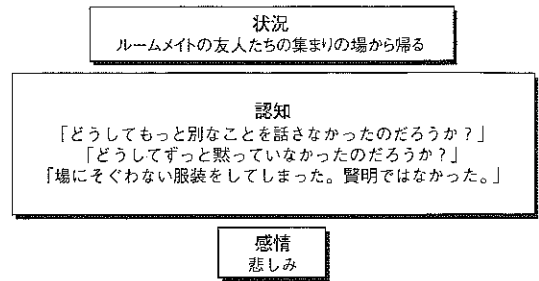 状況
ルームメイトの友人たちの集まりの場から帰る
認知
「どうしてもっと別なことを話さなかったのだろうか？」
「どうしてずっと黙っていなかったのだろうか？」
「場にそぐわない服装をしてしまった。賢明ではなかった。」
感情
悲しみ